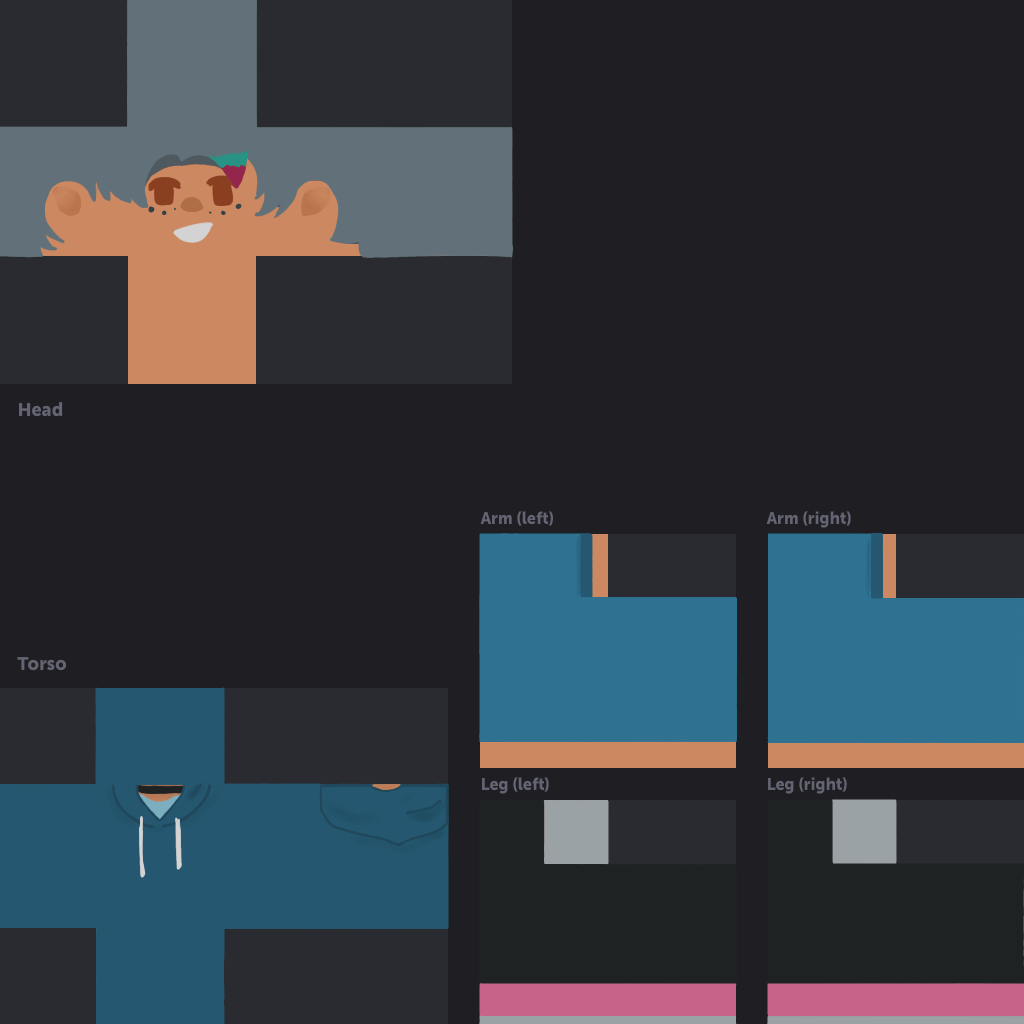 Head
Arm (left)
Arm (right)
Torso
Leg (left)
Leg (right)